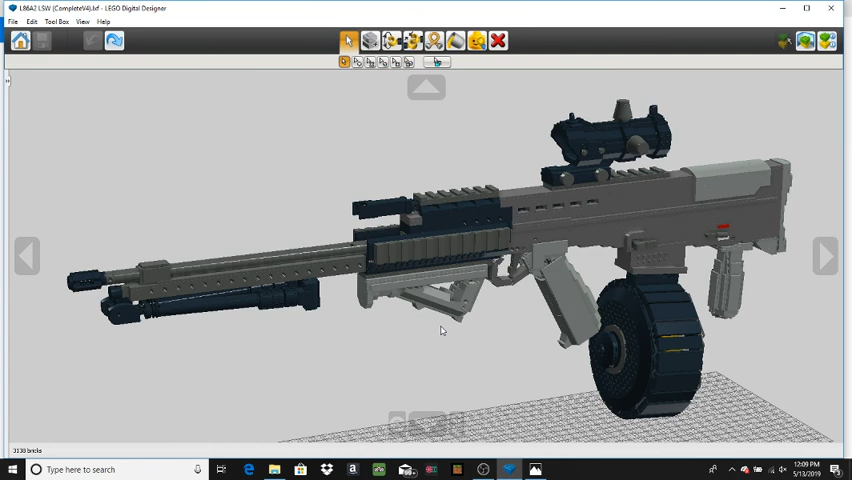 L86A2 LSW (CompleteV4).lxf - LEGO Digital Designer
File Edit Tool Box View Help
3138 bricks
Type here to search
12:09 PM
5/13/2019